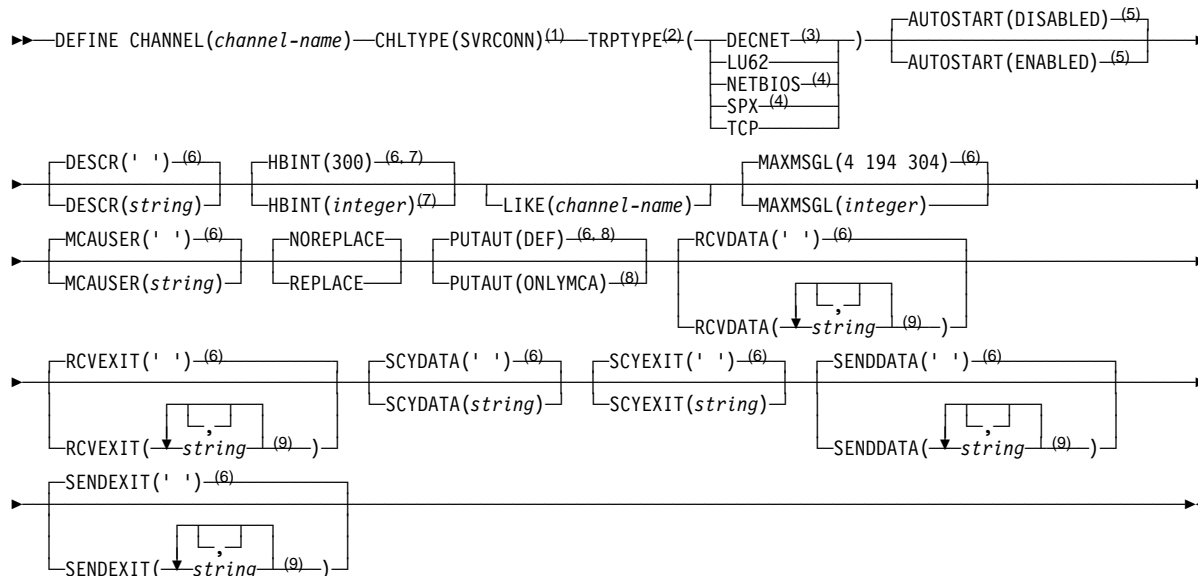 DEFINE CHANNEL(channel-name) CHLTYPE(SVRCONN)(1) TRPTYPE(2)( DECNET (3) ) AUTOSTART(DISABLED) (5)
LU62 AUTOSTART(ENABLED) (5)
NETBIOS (4)
SPX (4)
TCP
DESCR(' ') (6) HBINT(300) (6, 7) MAXMSGL(4 194 304) (6)
DESCR(string) HBINT(integer)(7) LIKE(channel-name) MAXMSGL(integer)
MCAUSER(' ') (6) NOREPLACE PUTAUT(DEF) (6, 8) RCVDATA(' ') (6)
MCAUSER(string) REPLACE PUTAUT(ONLYMCA) (8)
,
RCVDATA( string (9) )
RCVEXIT(' ') (6) SCYDATA(' ') (6) SCYEXIT(' ') (6) SENDDATA(' ') (6)
SCYDATA(string) SCYEXIT(string)
, ,
RCVEXIT( string (9) ) SENDDATA( string (9) )
SENDEXIT(' ') (6)
,
SENDEXIT( string (9) )